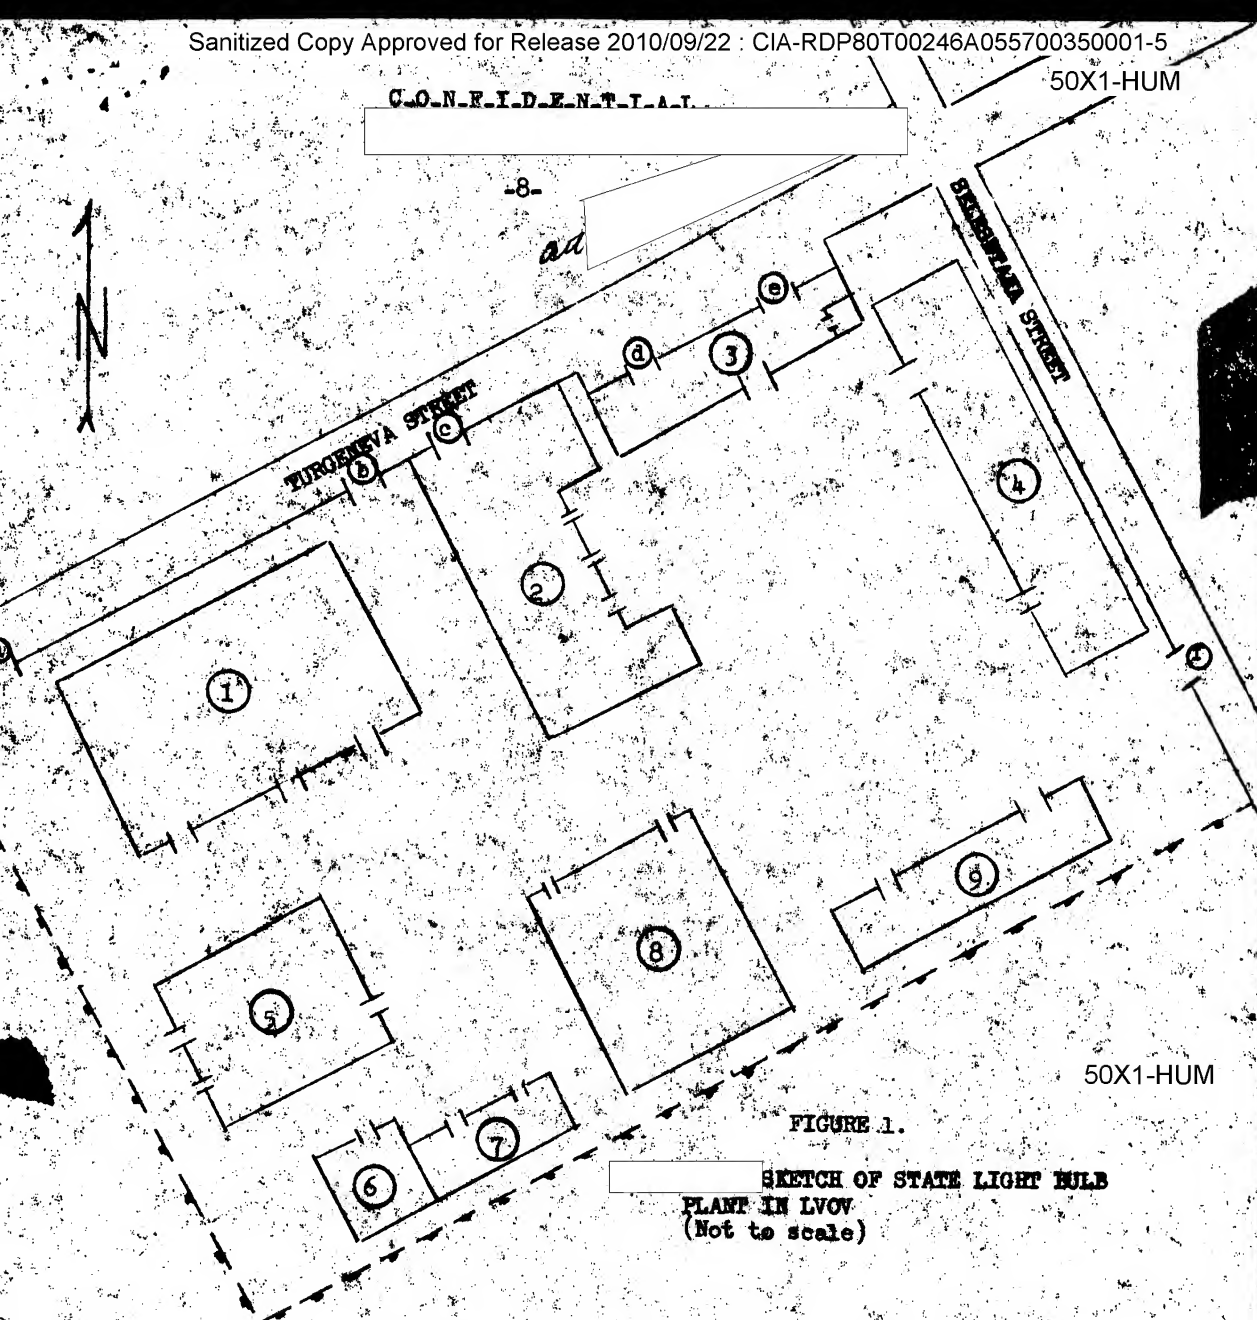 Sanitized Copy Approved for Release 2010/09/22 : CIA-RDP80T00246A055700350001-5
50X1-HUM
C-O-N-F-I-D-E-N-T-I-A-L
-8-
ad
N
STREET
TURGENEVA STREET
a
b
c
d
e
f
1
2
3
4
5
6
7
8
9
50X1-HUM
FIGURE 1.
SKETCH OF STATE LIGHT BULB
PLANT IN LVOV
(Not to scale)